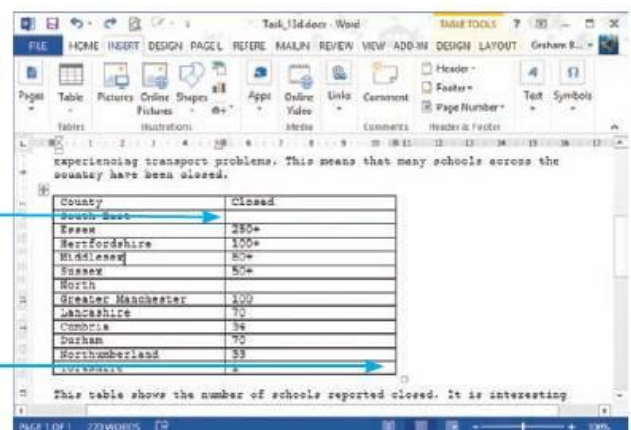 Task_13d.docx - Word
TABLE TOOLS
FILE HOME INSERT DESIGN PAGE L REFERE MAILIN REVIEW VIEW ADD-IN DESIGN LAYOUT Graham B...
Pages
Table
Pictures Online Pictures
Shapes
Apps
Online Video
Links
Comment
Header
Footer
Page Number
Text
Symbols
Tables
Illustrations
Media
Comments
Header & Footer
experiencing transport problems. This means that many schools across the
country have been closed.
County Closed
South East
Essex 250+
Hertfordshire 100+
Middlesex 80+
Sussex 50+
North
Greater Manchester 100
Lancashire 70
Cumbria 34
Durham 70
Northumberland 33
This table shows the number of schools reported closed. It is interesting
PAGE 1 OF 1 270 WORDS
100%